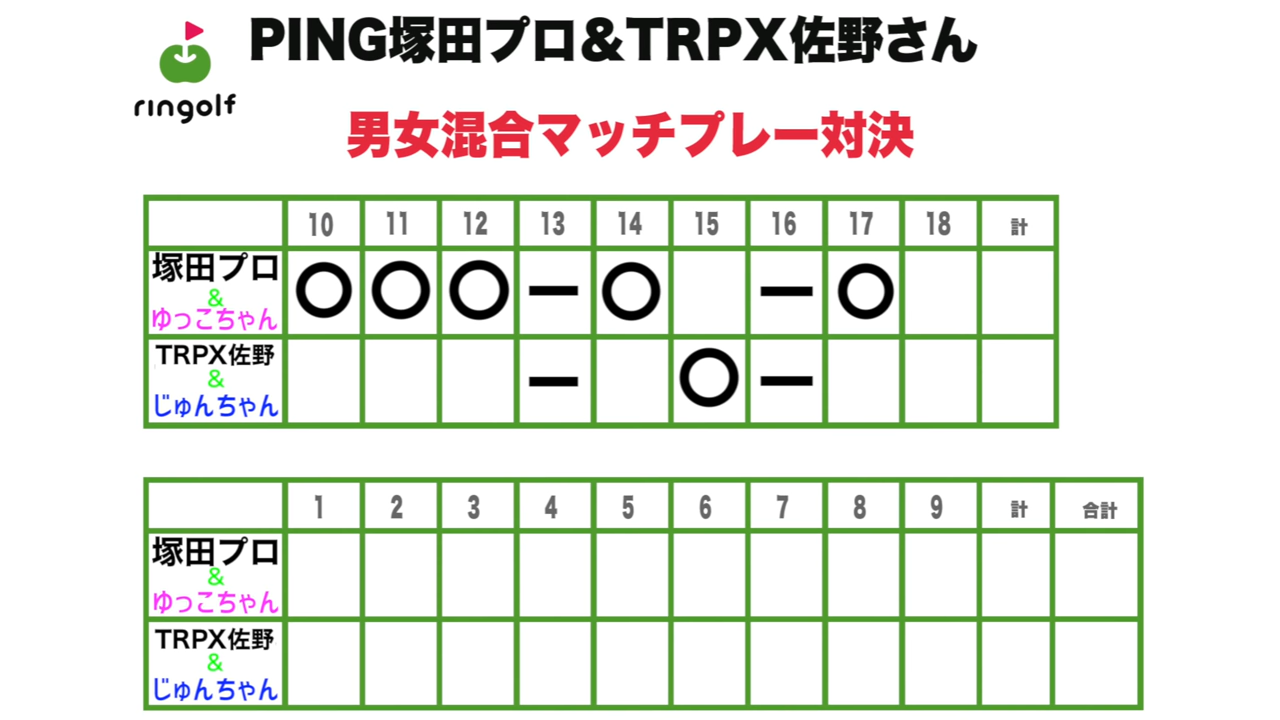 PING塚田プロ&TRPX佐野さん
ringolf
男女混合マッチプレー対決
10 11 12 13 14 15 16 17 18 計
塚田プロ
&
ゆっこちゃん
〇 〇 〇 ー 〇 ー 〇
TRPX佐野
&
じゅんちゃん
ー 〇 ー
1 2 3 4 5 6 7 8 9 計 合計
塚田プロ
&
ゆっこちゃん
TRPX佐野
&
じゅんちゃん